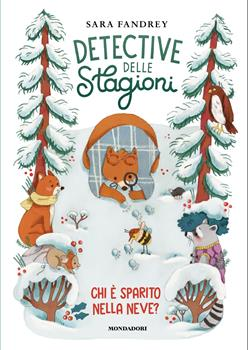 SARA FANDREY
DETECTIVE
DELLE
Stagioni
CHI È SPARITO
NELLA NEVE?
MONDADORI